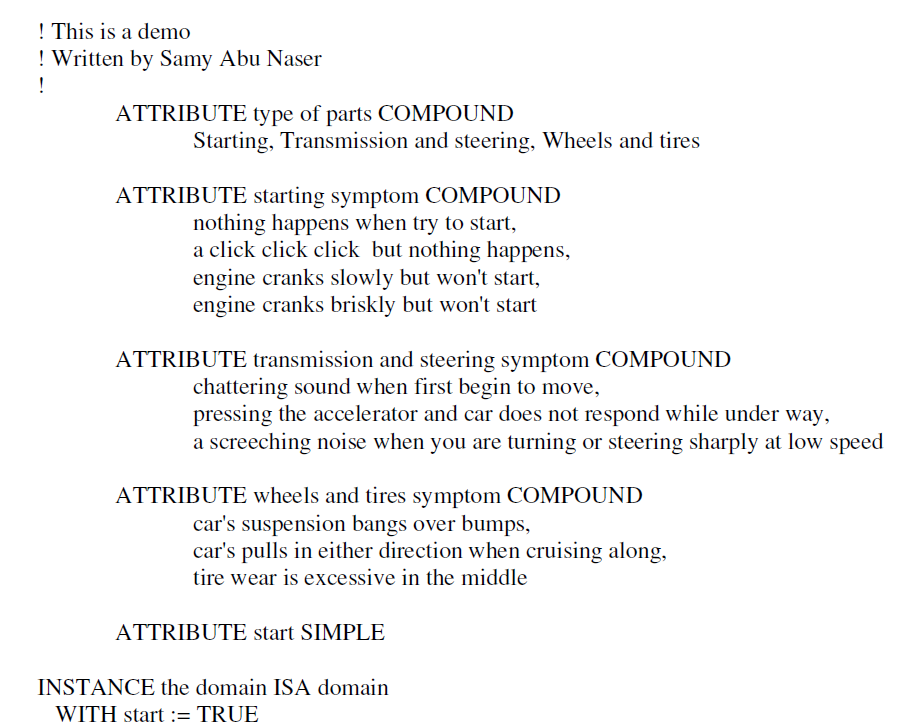 ! This is a demo
! Written by Samy Abu Naser
!
ATTRIBUTE type of parts COMPOUND
Starting, Transmission and steering, Wheels and tires
ATTRIBUTE starting symptom COMPOUND
nothing happens when try to start,
a click click click  but nothing happens,
engine cranks slowly but won't start,
engine cranks briskly but won't start
ATTRIBUTE transmission and steering symptom COMPOUND
chattering sound when first begin to move,
pressing the accelerator and car does not respond while under way,
a screeching noise when you are turning or steering sharply at low speed
ATTRIBUTE wheels and tires symptom COMPOUND
car's suspension bangs over bumps,
car's pulls in either direction when cruising along,
tire wear is excessive in the middle
ATTRIBUTE start SIMPLE
INSTANCE the domain ISA domain
WITH start := TRUE